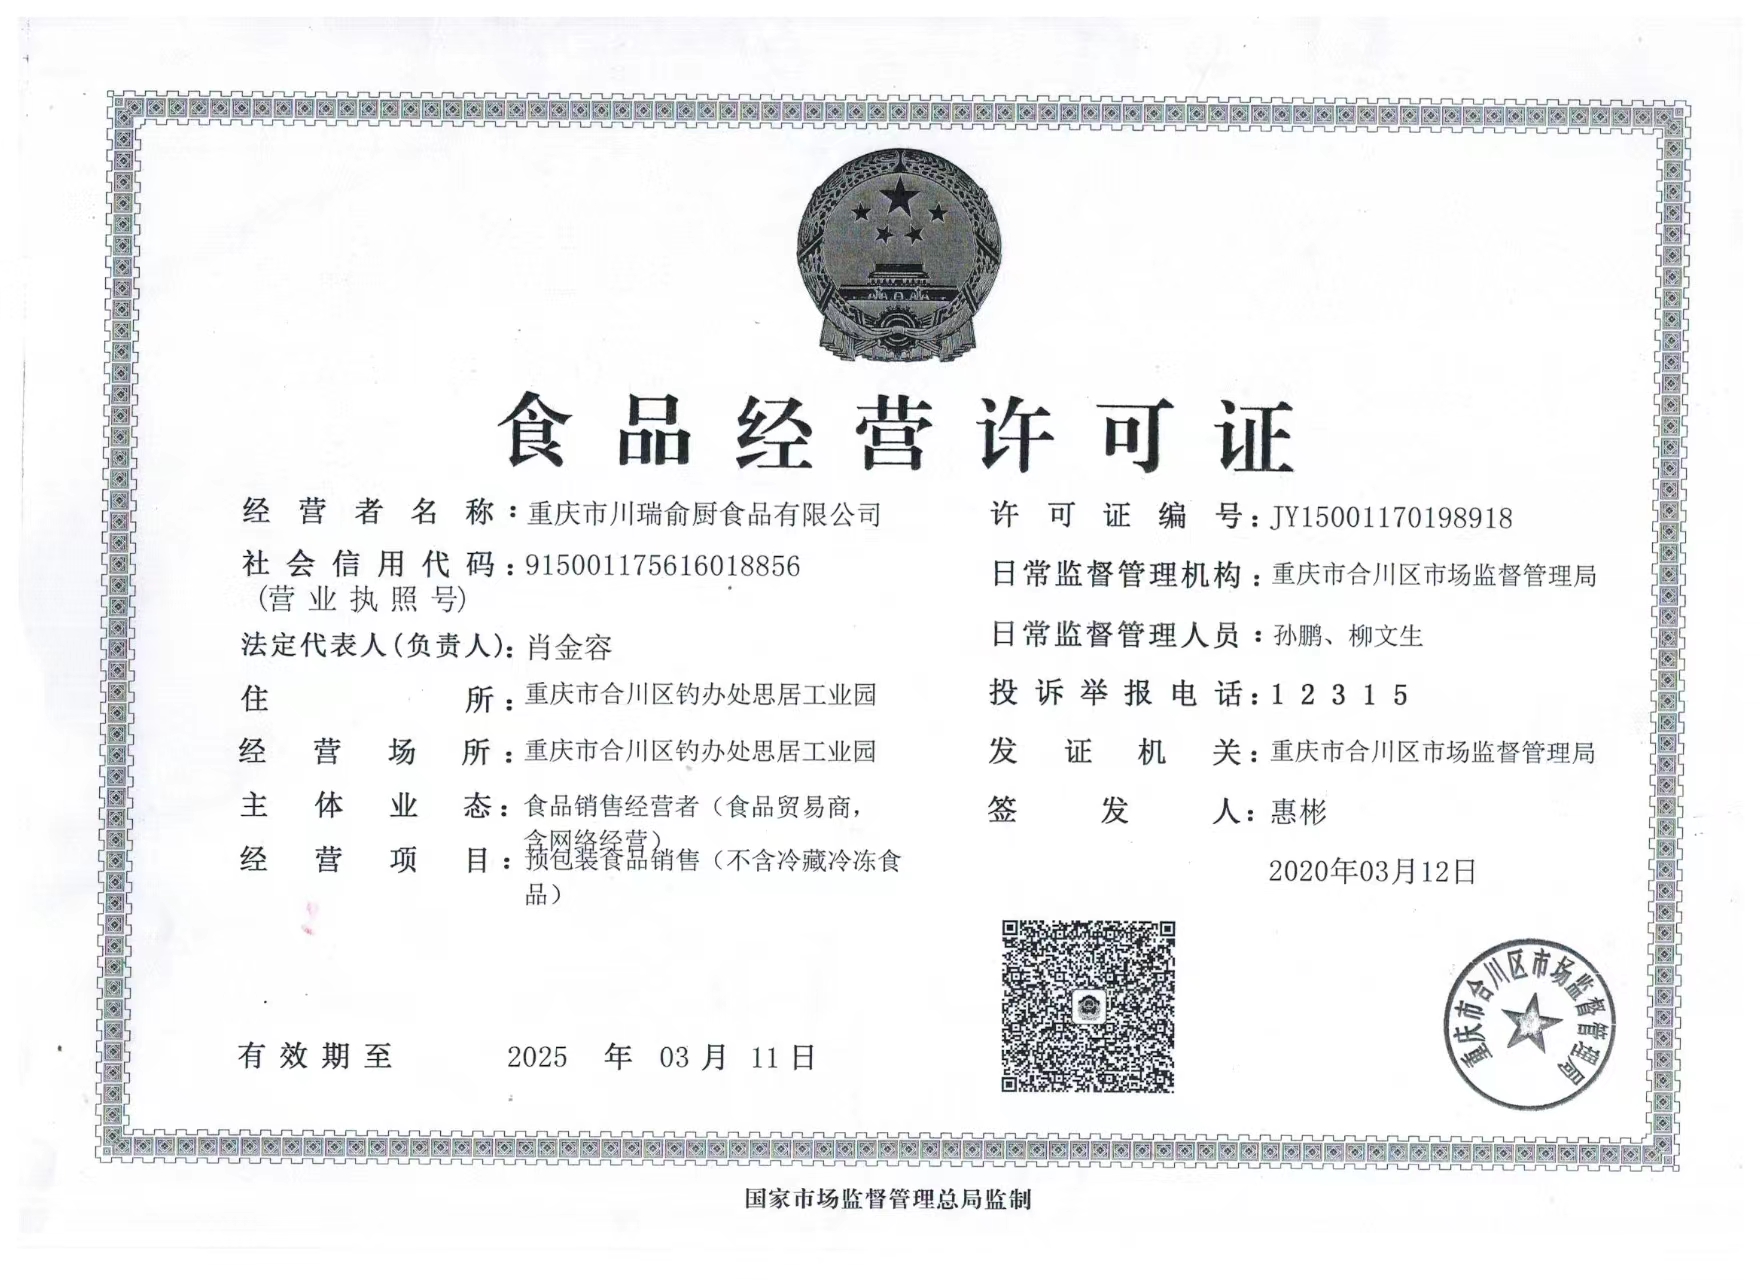 食品经营许可证
经营者名称：重庆市川瑞俞厨食品有限公司
社会信用代码：915001175616018856
(营业执照号)
法定代表人(负责人)：肖金容
住所：重庆市合川区钓办处思居工业园
经营场所：重庆市合川区钓办处思居工业园
主体业态：食品销售经营者（食品贸易商，
含网络经营）
经营项目：预包装食品销售（不含冷藏冷冻食
品）
许可证编号：JY15001170198918
日常监督管理机构：重庆市合川区市场监督管理局
日常监督管理人员：孙鹏、柳文生
投诉举报电话：12315
发证机关：重庆市合川区市场监督管理局
签发人：惠彬
2020年03月12日
有效期至 2025 年 03 月 11 日
重庆市合川区市场监督管理局
国家市场监督管理总局监制